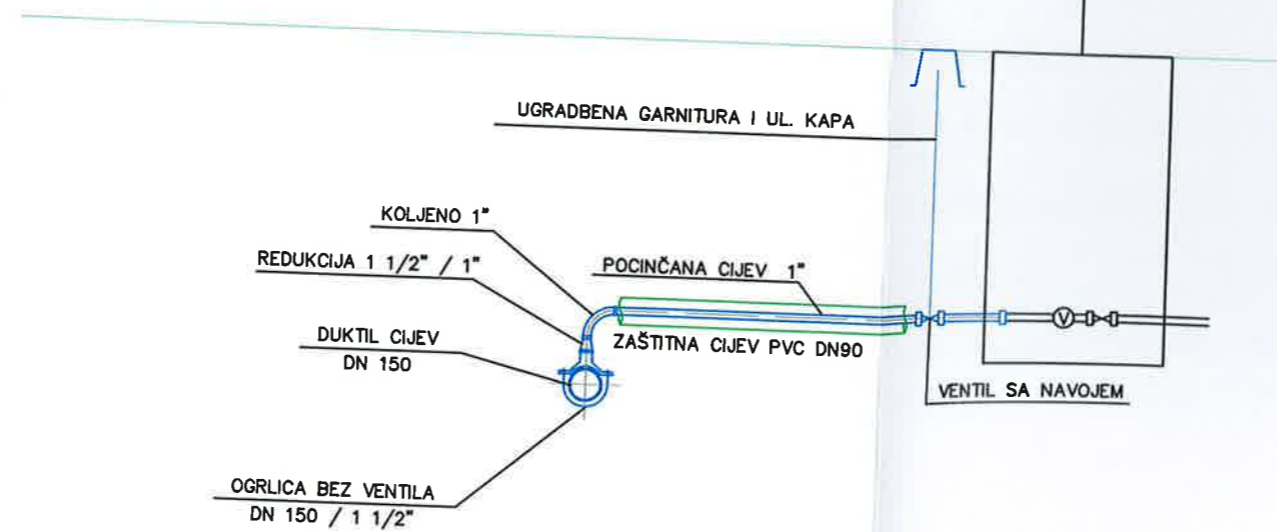 UGRADBENA GARNITURA I UL. KAPA
KOLJENO 1"
REDUKCIJA 1 1/2" / 1"
POCINČANA CIJEV 1"
DUKTIL CIJEV
DN 150
ZAŠTITNA CIJEV PVC DN90
V
VENTIL SA NAVOJEM
OGRLICA BEZ VENTILA
DN 150 / 1 1/2"